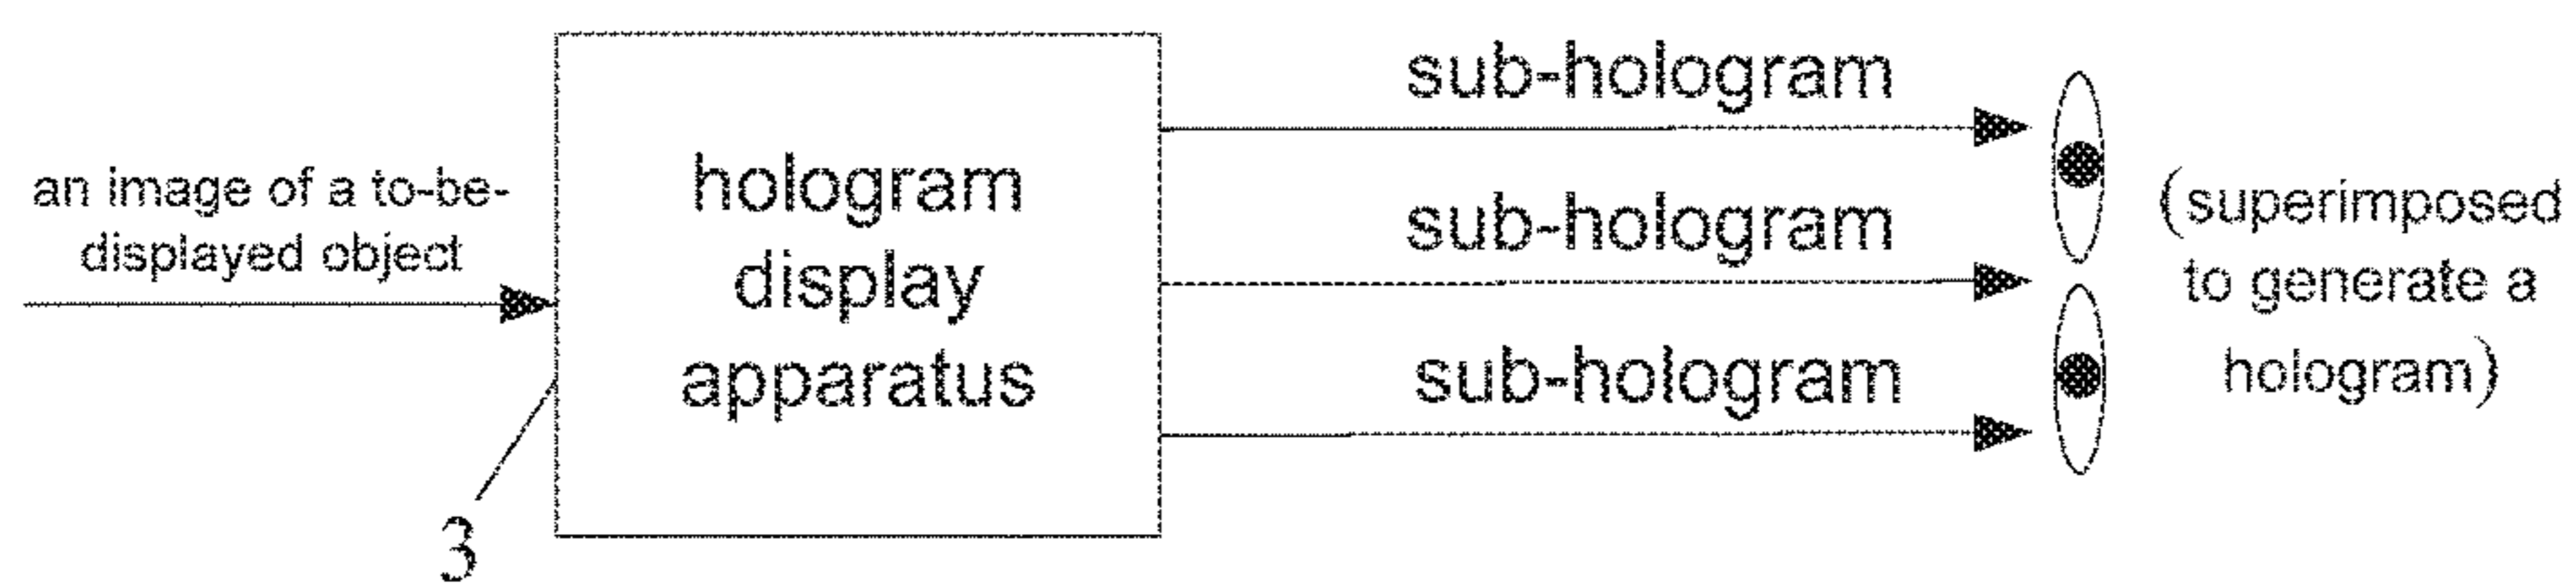 an image of a to-be-
displayed object
3
hologram
display
apparatus
sub-hologram
sub-hologram
sub-hologram
(superimposed
to generate a
hologram)